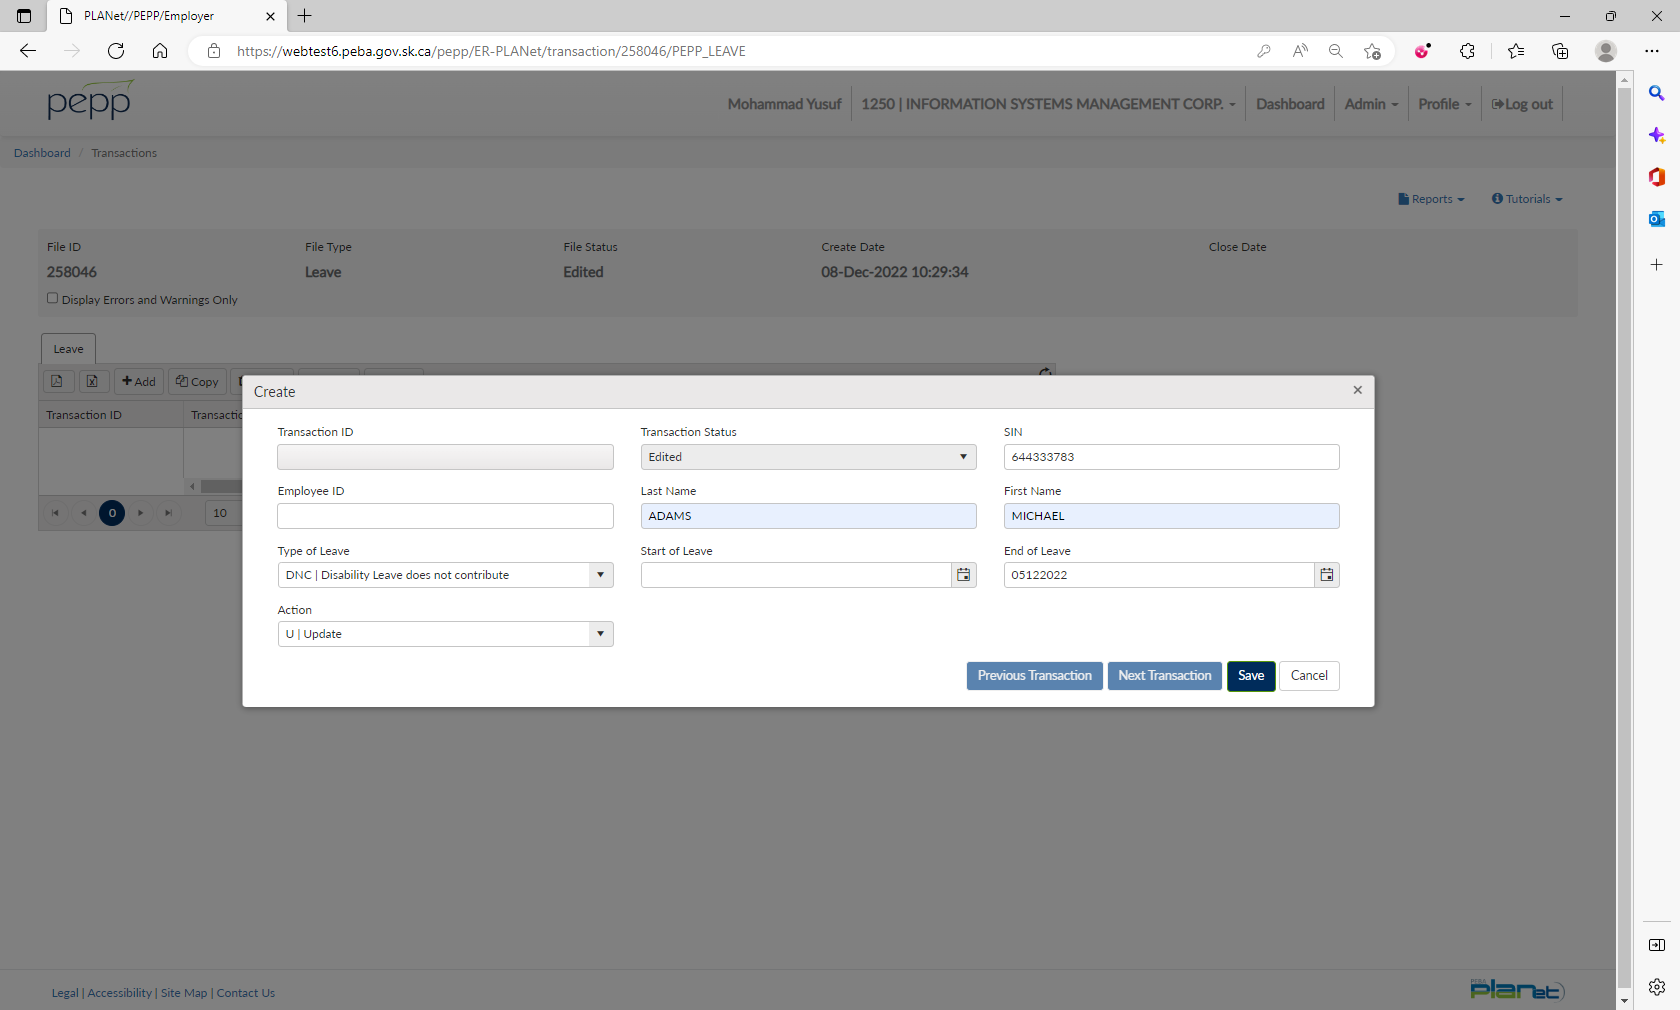 PLANet//PEPP/Employer
https://webtest6.peba.gov.sk.ca/pepp/ER-PLANet/transaction/258046/PEPP_LEAVE
pepp
Mohammad Yusuf
1250 | INFORMATION SYSTEMS MANAGEMENT CORP.
Dashboard
Admin
Profile
Log out
Dashboard / Transactions
Reports
Tutorials
File ID
File Type
File Status
Create Date
Close Date
258046
Leave
Edited
08-Dec-2022 10:29:34
Display Errors and Warnings Only
Leave
Add
Copy
Transaction ID
Create
Transaction ID
Transaction Status
SIN
Edited
644333783
Employee ID
Last Name
First Name
ADAMS
MICHAEL
Type of Leave
Start of Leave
End of Leave
DNC | Disability Leave does not contribute
05122022
Action
U | Update
Previous Transaction
Next Transaction
Save
Cancel
0
10
Legal | Accessibility | Site Map | Contact Us
PEBA
planet